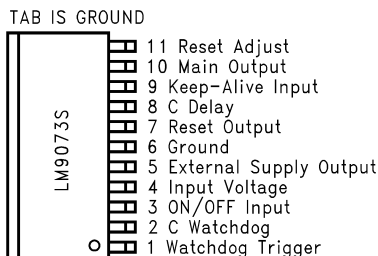 TAB IS GROUND
LM9073S
11 Reset Adjust
10 Main Output
9 Keep-Alive Input
8 C Delay
7 Reset Output
6 Ground
5 External Supply Output
4 Input Voltage
3 ON/OFF Input
2 C Watchdog
1 Watchdog Trigger